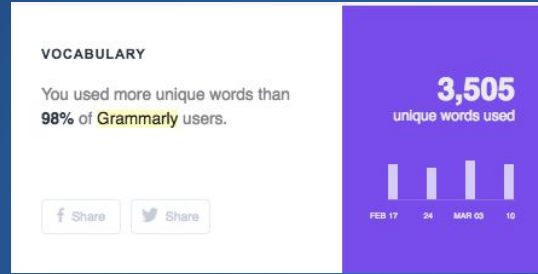 VOCABULARY
You used more unique words than
98% of Grammarly users.
Share
Share
3,505
unique words used
FEB 17 24 MAR 03 10